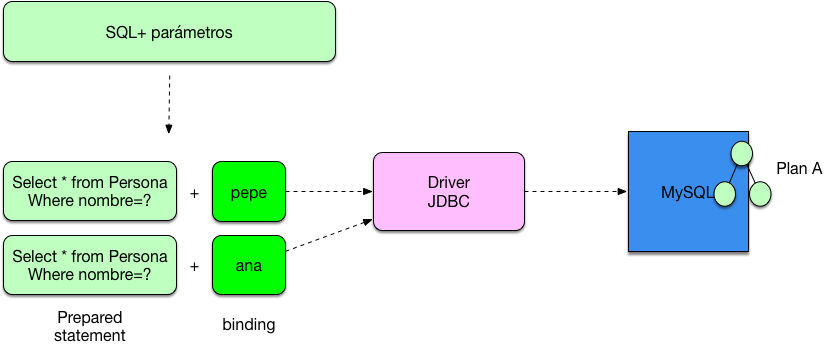 SQL+ parámetros
Select * from Persona
Where nombre=?
+
pepe
Driver
JDBC
MySQL
Plan A
Select * from Persona
Where nombre=?
+
ana
Prepared
statement
binding